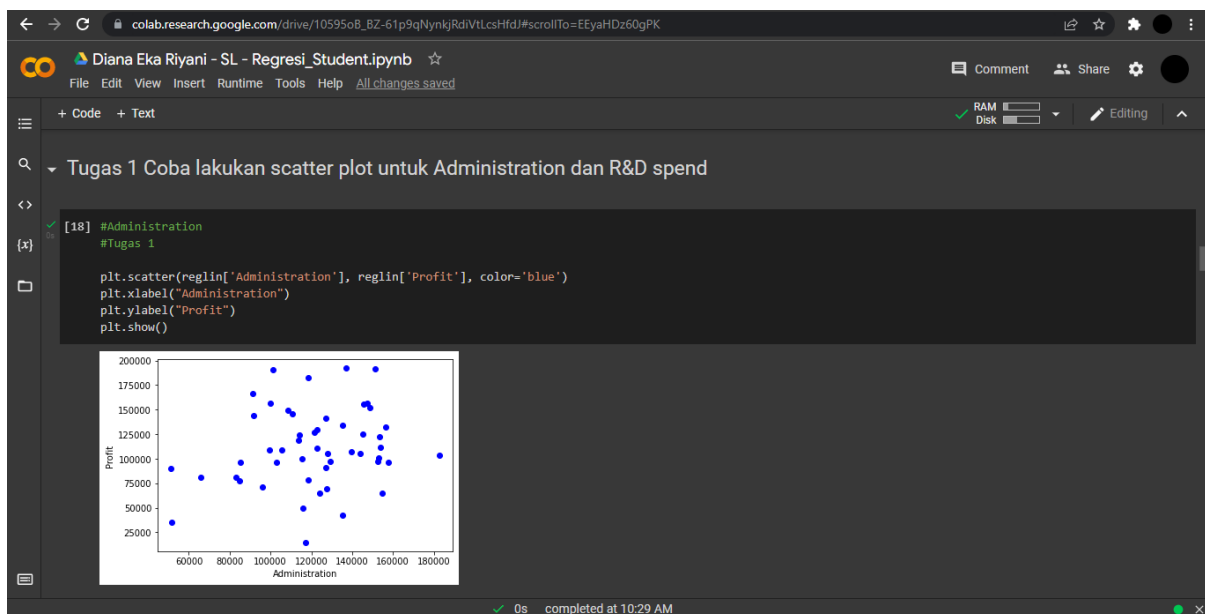 colab.research.google.com/drive/10595oB_BZ-61p9qNynkjRdiVtLcsHfdJ#scrollTo=EEyaHDz60gPK
CO Diana Eka Riyani - SL - Regresi_Student.ipynb
File Edit View Insert Runtime Tools Help All changes saved
Comment Share
+ Code + Text
RAM
Disk
Editing
Tugas 1 Coba lakukan scatter plot untuk Administration dan R&D spend
{x}
[18] #Administration
0s
#Tugas 1
plt.scatter(reglin['Administration'], reglin['Profit'], color='blue')
plt.xlabel("Administration")
plt.ylabel("Profit")
plt.show()
200000
175000
150000
125000
100000
75000
50000
25000
Profit
60000 80000 100000 120000 140000 160000 180000
Administration
0s completed at 10:29 AM